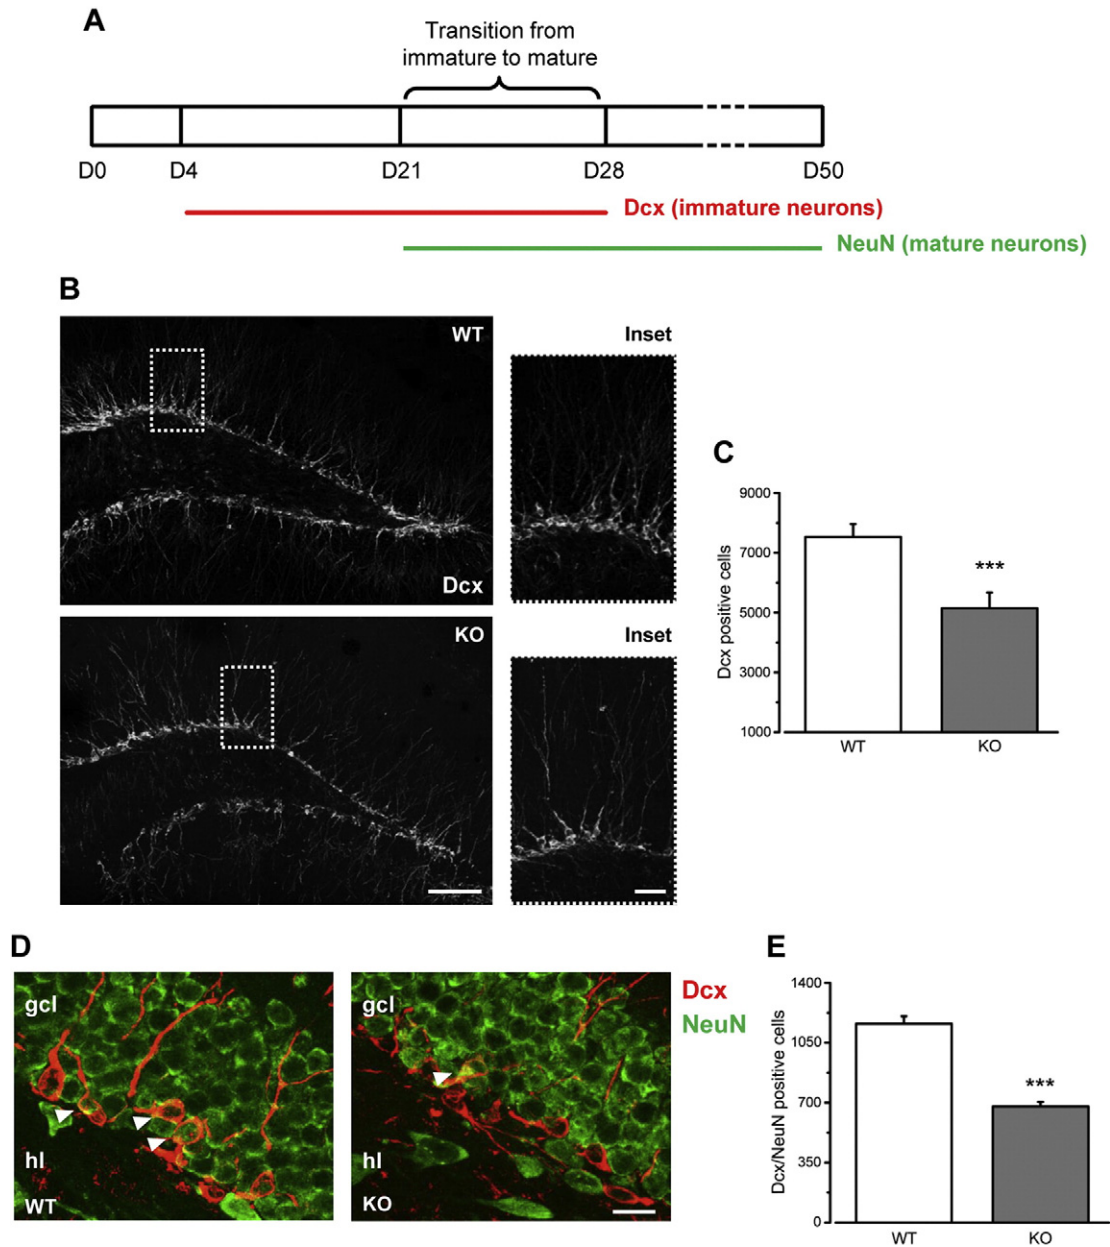 A
Transition from
immature to mature
D0 D4 D21 D28 D50
Dcx (immature neurons)
NeuN (mature neurons)
B
WT
Inset
Dcx
KO
Inset
C
Dcx positive cells
9000
7000
5000
3000
1000
***
WT KO
D
gcl
hl
WT
gcl
hl
KO
Dcx
NeuN
E
Dcx/NeuN positive cells
1400
1050
700
350
0
***
WT KO